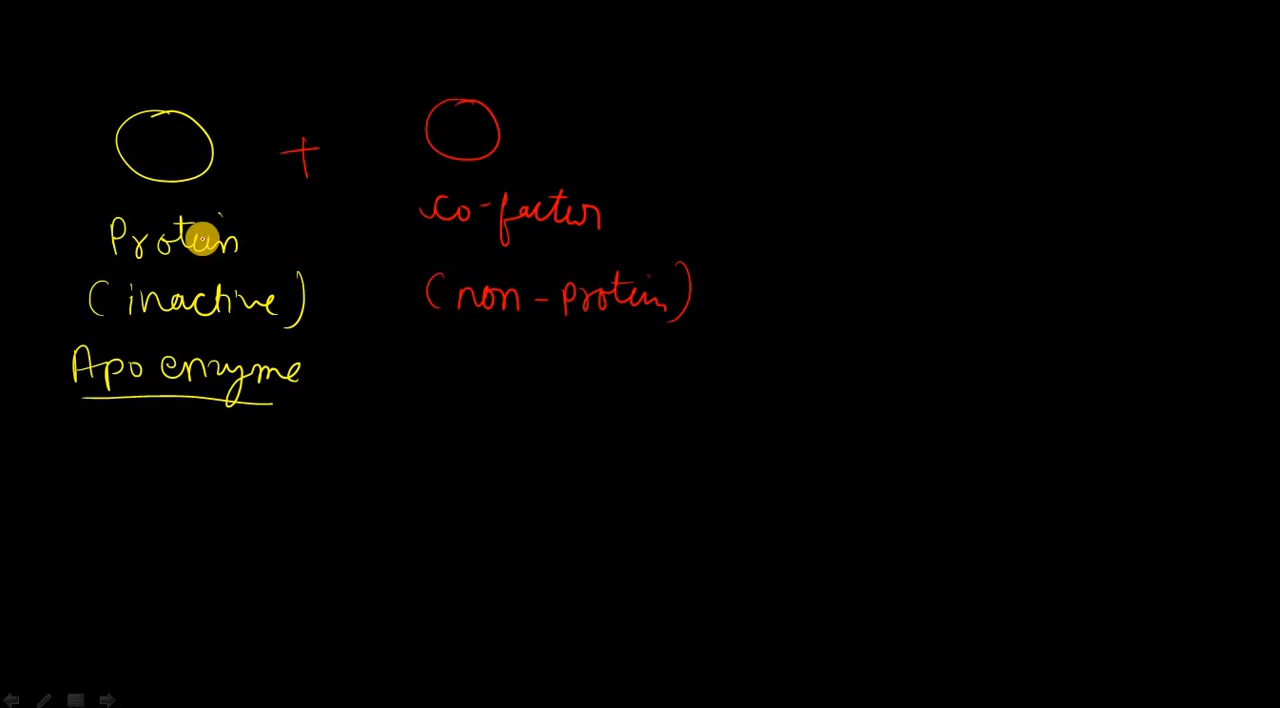 +
Protein
co-factor
(inactive)
(non-protein)
Apo enzyme